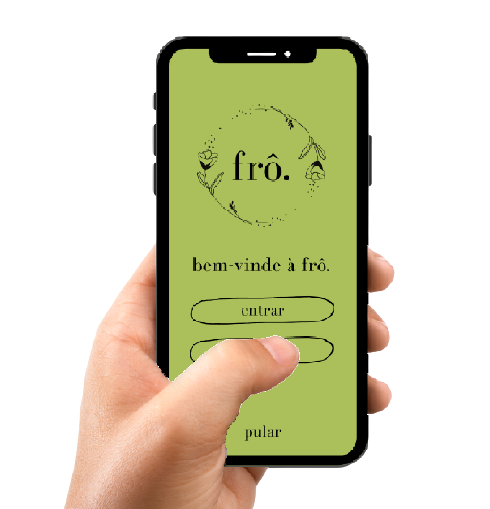 frô.
bem-vinde à frô.
entrar
pular